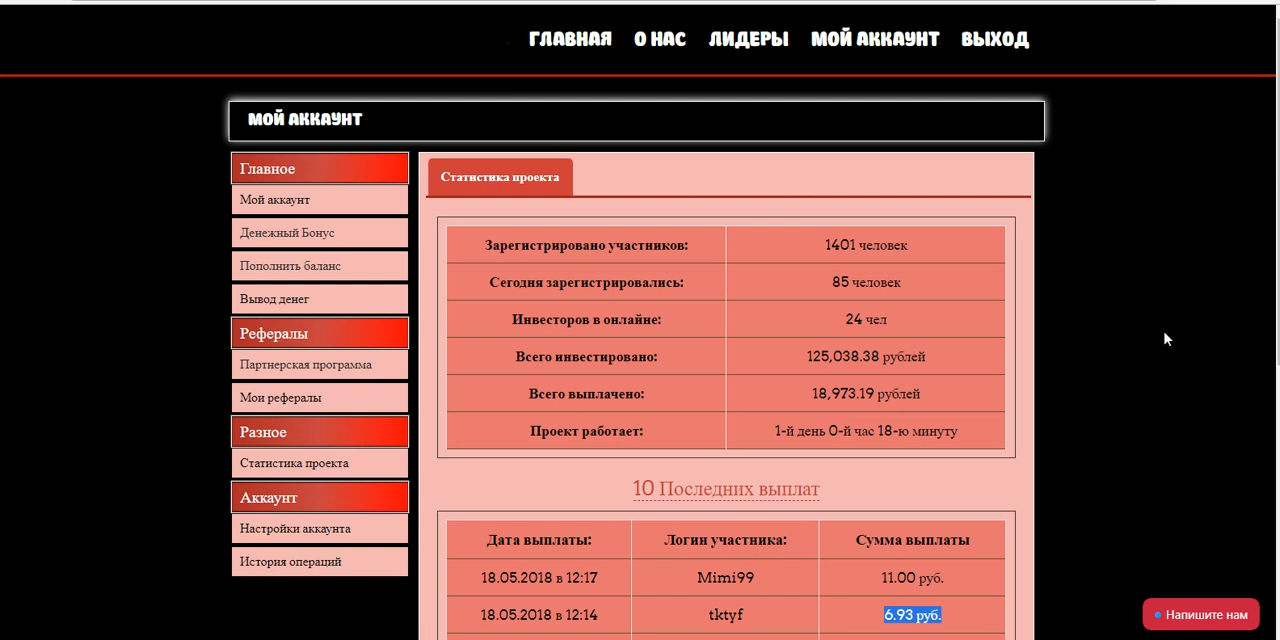 ГЛАВНАЯ О НАС ЛИДЕРЫ МОЙ АККАУНТ ВЫХОД
МОЙ АККАУНТ
Главное
Мой аккаунт
Денежный Бонус
Пополнить баланс
Вывод денег
Рефералы
Партнерская программа
Мои рефералы
Разное
Статистика проекта
Аккаунт
Настройки аккаунта
История операций
Статистика проекта
Зарегистрировано участников: 1401 человек
Сегодня зарегистрировались: 85 человек
Инвесторов в онлайне: 24 чел
Всего инвестировано: 125,038.38 рублей
Всего выплачено: 18,973.19 рублей
Проект работает: 1-й день 0-й час 18-ю минуту
10 Последних выплат
Дата выплаты: Логин участника: Сумма выплаты
18.05.2018 в 12:17 Mimi99 11.00 руб.
18.05.2018 в 12:14 tktyf 6.93 руб.
Напишите нам